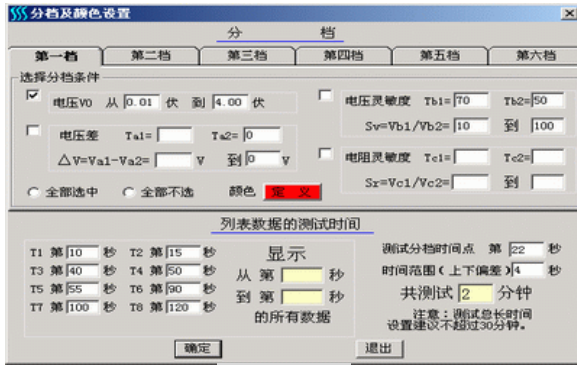 分档及颜色设置
分 档
第一档 第二档 第三档 第四档 第五档 第六档
选择分档条件
电压V0 从 0.01 伏 到 4.00 伏
电压灵敏度 Tb1= 70 Tb2= 50
Sv=Vb1/Vb2= 10 到 100
电压差 Ta1= Ta2= 0
△V=Va1-Va2= V 到 0 V
电阻灵敏度 Tc1= Tc2=
Sr=Vc1/Vc2= 到
全部选中 全部不选 颜色 定 义
列表数据的测试时间
T1 第 10 秒 T2 第 15 秒
T3 第 40 秒 T4 第 50 秒
T5 第 55 秒 T6 第 90 秒
T7 第 100 秒 T8 第 120 秒
显示
从 第 秒
到 第 秒
的所有数据
测试分档时间点 第 22 秒
时间范围(上下偏差) 4 秒
共测试 2 分钟
注意：测试总长时间
设置建议不超过30分钟。
确定 退出